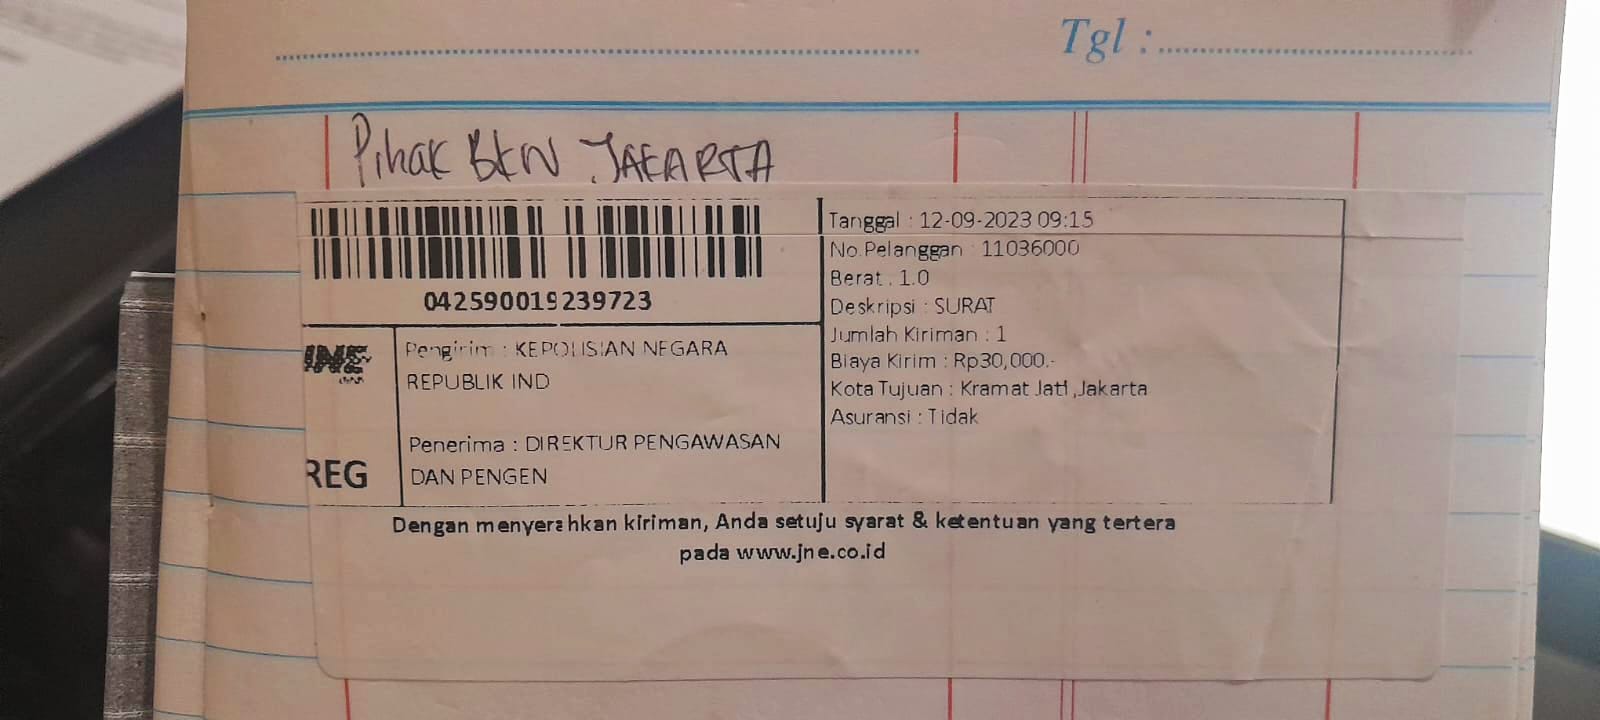 Tgl :
Pihak BKN JAKARTA
042590019239723
JNE
REG
Pengirim : KEPOLISIAN NEGARA
REPUBLIK IND
Penerima : DIREKTUR PENGAWASAN
DAN PENGEN
Tanggal : 12-09-2023 09:15
No.Pelanggan : 11036000
Berat : 1.0
Deskripsi : SURAT
Jumlah Kiriman : 1
Biaya Kirim : Rp30,000.-
Kota Tujuan : Kramat Jati ,Jakarta
Asuransi : Tidak
Dengan menyerahkan kiriman, Anda setuju syarat & ketentuan yang tertera
pada www.jne.co.id